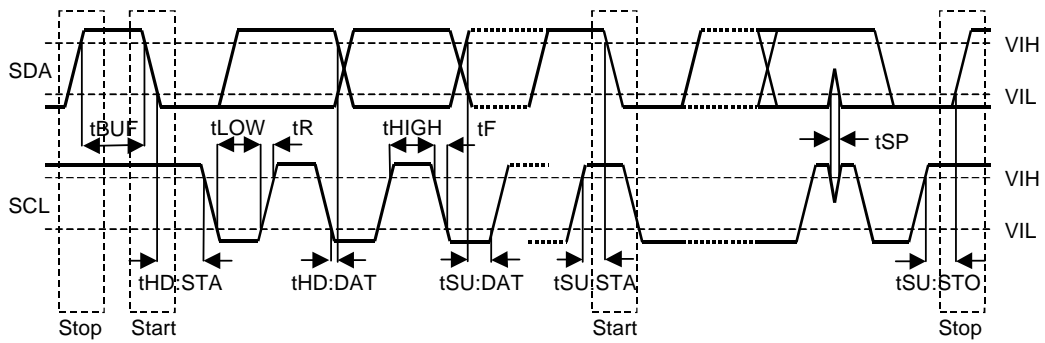 VIH
SDA
VIL
tBUF tLOW tR tHIGH tF
tSP
VIH
SCL
VIL
tHD:STA tHD:DAT tSU:DAT tSU:STA tSU:STO
Stop Start Start Stop